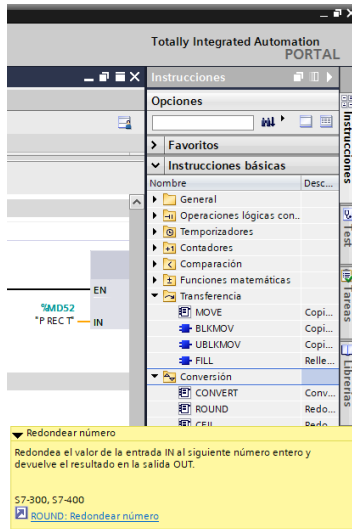 Totally Integrated Automation
PORTAL
Instrucciones
Opciones
Favoritos
Instrucciones básicas
Nombre Desc...
General
Operaciones lógicas con..
Temporizadores
Contadores
Comparación
Funciones matemáticas
Transferencia
MOVE Copi...
BLKMOV Copi...
UBLKMOV Copi...
FILL Relle...
Conversión
CONVERT Conv...
ROUND Redo...
CEIL Redo...
EN
%MD52
"P RECT" IN
Instrucciones
Test
Tareas
Librerías
Redondear número
Redondea el valor de la entrada IN al siguiente número entero y
devuelve el resultado en la salida OUT.
S7-300, S7-400
ROUND: Redondear número